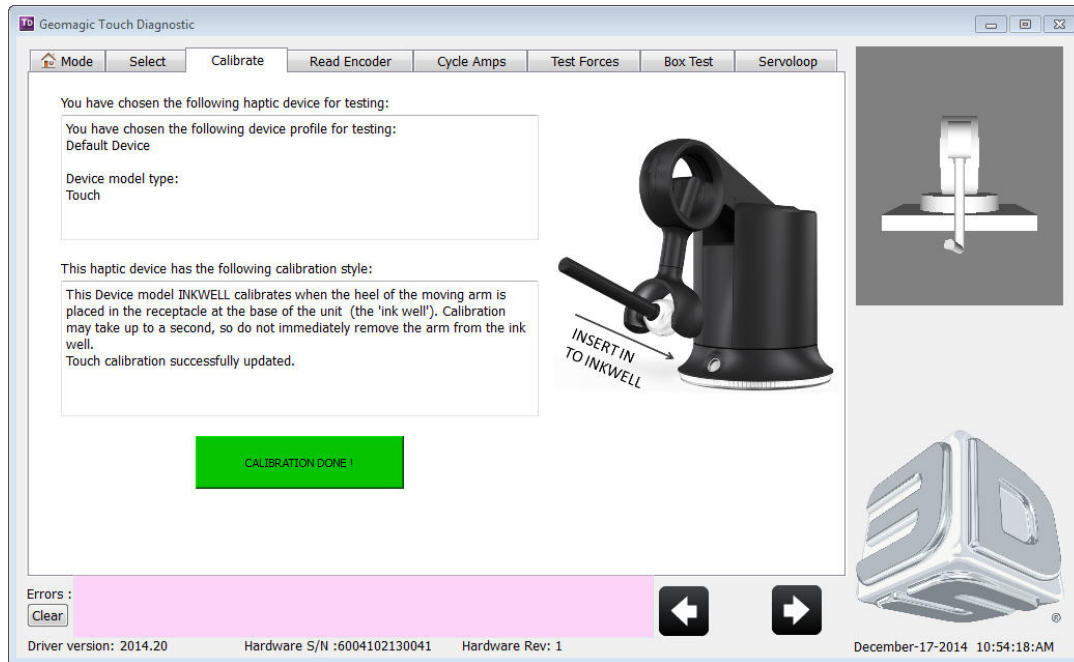 TD Geomagic Touch Diagnostic
Mode Select Calibrate Read Encoder Cycle Amps Test Forces Box Test Servoloop
You have chosen the following haptic device for testing:
You have chosen the following device profile for testing:
Default Device
Device model type:
Touch
This haptic device has the following calibration style:
This Device model INKWELL calibrates when the heel of the moving arm is
placed in the receptacle at the base of the unit (the 'ink well'). Calibration
may take up to a second, so do not immediately remove the arm from the ink
well.
Touch calibration successfully updated.
INSERT IN
TO INKWELL
CALIBRATION DONE !
3D
S
®
Errors :
Clear
Driver version: 2014.20 Hardware S/N :6004102130041 Hardware Rev: 1 December-17-2014 10:54:18:AM